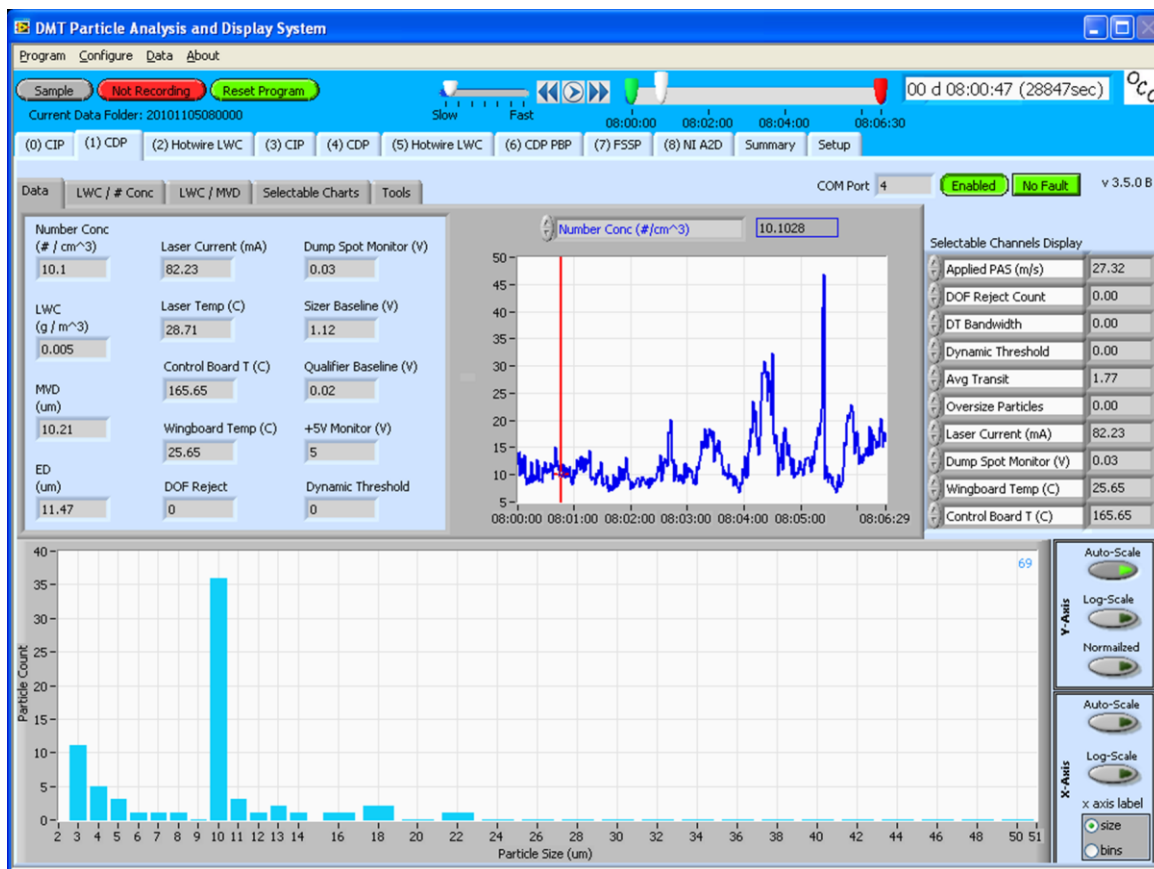 DMT Particle Analysis and Display System
Program Configure Data About
Sample Not Recording Reset Program
Slow Fast
00 d 08:00:47 (28847sec)
Current Data Folder: 20101105080000
08:00:00 08:02:00 08:04:00 08:06:30
(0) CIP (1) CDP (2) Hotwire LWC (3) CIP (4) CDP (5) Hotwire LWC (6) CDP PBP (7) FSSP (8) NI A2D Summary Setup
Data LWC / # Conc LWC / MVD Selectable Charts Tools
COM Port 4 Enabled No Fault v 3.5.0 B
Number Conc
(# / cm^3)
10.1
LWC
(g / m^3)
0.005
MVD
(um)
10.21
ED
(um)
11.47
Laser Current (mA)
82.23
Laser Temp (C)
28.71
Control Board T (C)
165.65
Wingboard Temp (C)
25.65
DOF Reject
0
Dump Spot Monitor (V)
0.03
Sizer Baseline (V)
1.12
Qualifier Baseline (V)
0.02
+5V Monitor (V)
5
Dynamic Threshold
0
Number Conc (#/cm^3) 10.1028
50
45
40
35
30
25
20
15
10
5
08:00:00 08:01:00 08:02:00 08:03:00 08:04:00 08:05:00 08:06:29
Selectable Channels Display
Applied PAS (m/s) 27.32
DOF Reject Count 0.00
DT Bandwidth 0.00
Dynamic Threshold 0.00
Avg Transit 1.77
Oversize Particles 0.00
Laser Current (mA) 82.23
Dump Spot Monitor (V) 0.03
Wingboard Temp (C) 25.65
Control Board T (C) 165.65
40
35
30
25
20
15
10
5
0
Particle Count
69
2 3 4 5 6 7 8 9 10 11 12 13 14 16 18 20 22 24 26 28 30 32 34 36 38 40 42 44 46 48 50 51
Particle Size (um)
Y-Axis
Auto-Scale
Log-Scale
Normailzed
X-Axis
Auto-Scale
Log-Scale
x axis label
size
bins